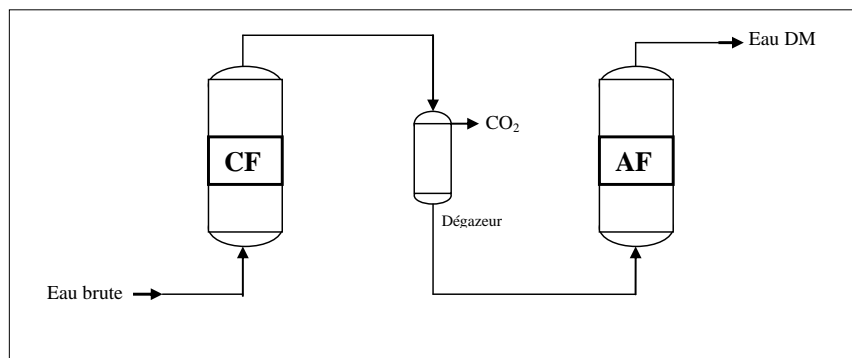 Eau DM
CO₂
CF
AF
Dégazeur
Eau brute